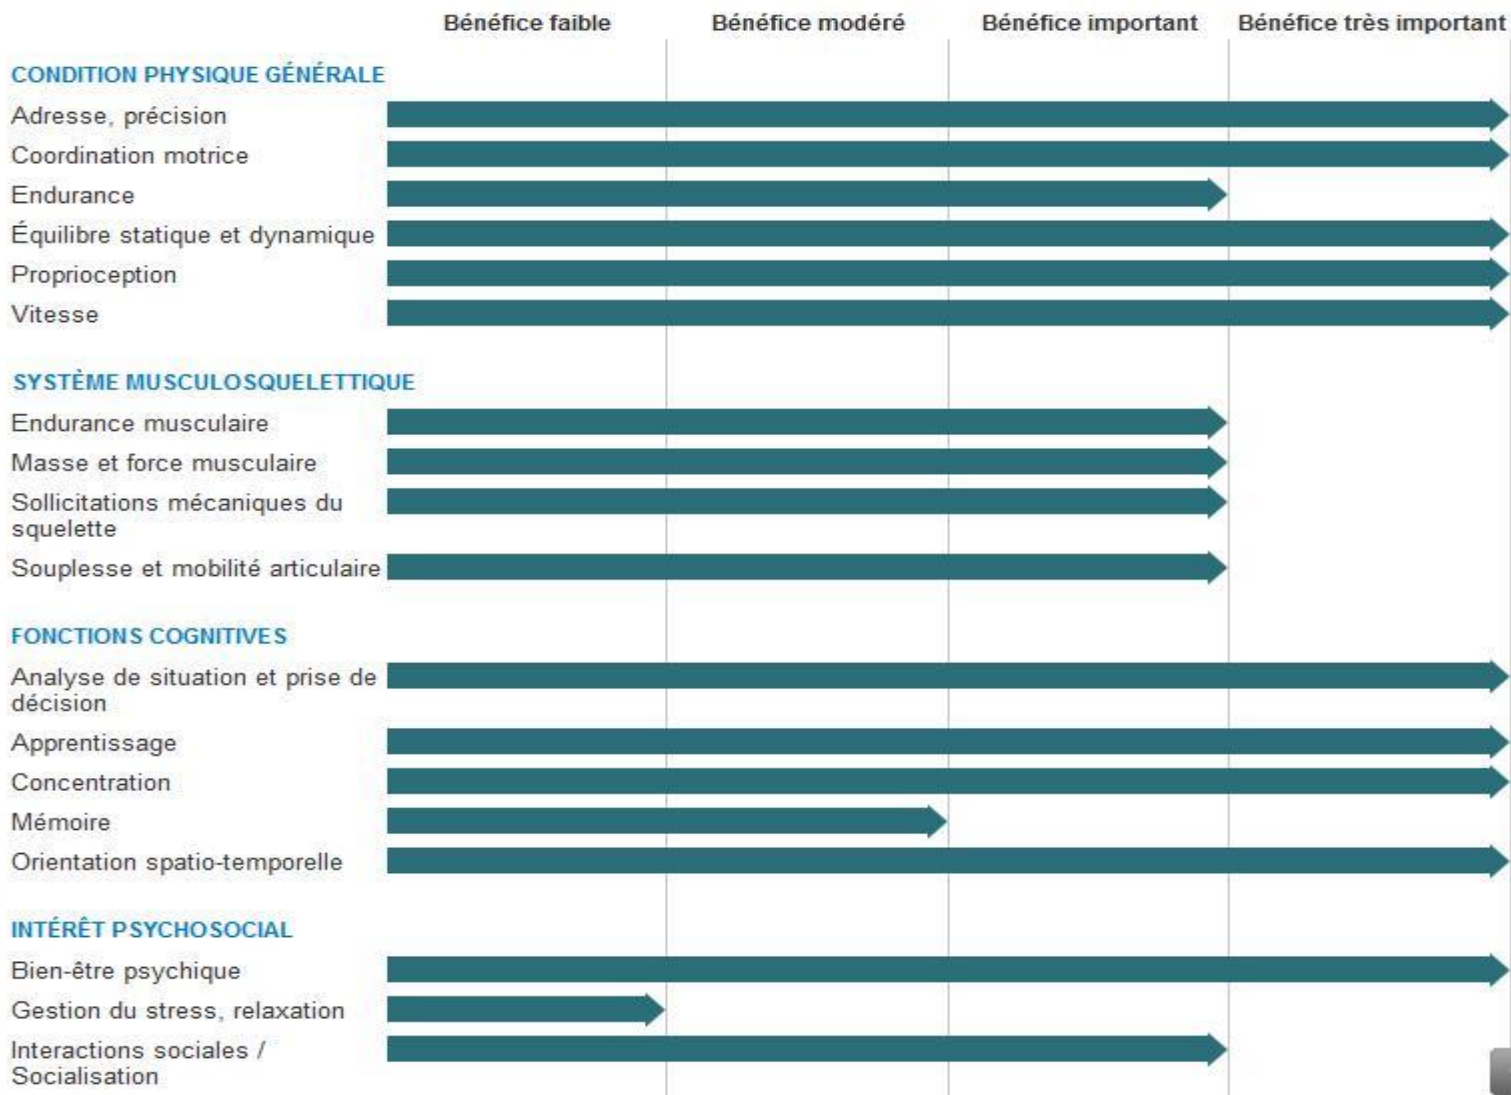 Bénéfice faible Bénéfice modéré Bénéfice important Bénéfice très important
CONDITION PHYSIQUE GÉNÉRALE
Adresse, précision
Coordination motrice
Endurance
Équilibre statique et dynamique
Proprioception
Vitesse
SYSTÈME MUSCULOSQUELETTIQUE
Endurance musculaire
Masse et force musculaire
Sollicitations mécaniques du
squelette
Souplesse et mobilité articulaire
FONCTIONS COGNITIVES
Analyse de situation et prise de
décision
Apprentissage
Concentration
Mémoire
Orientation spatio-temporelle
INTÉRÊT PSYCHOSOCIAL
Bien-être psychique
Gestion du stress, relaxation
Interactions sociales /
Socialisation